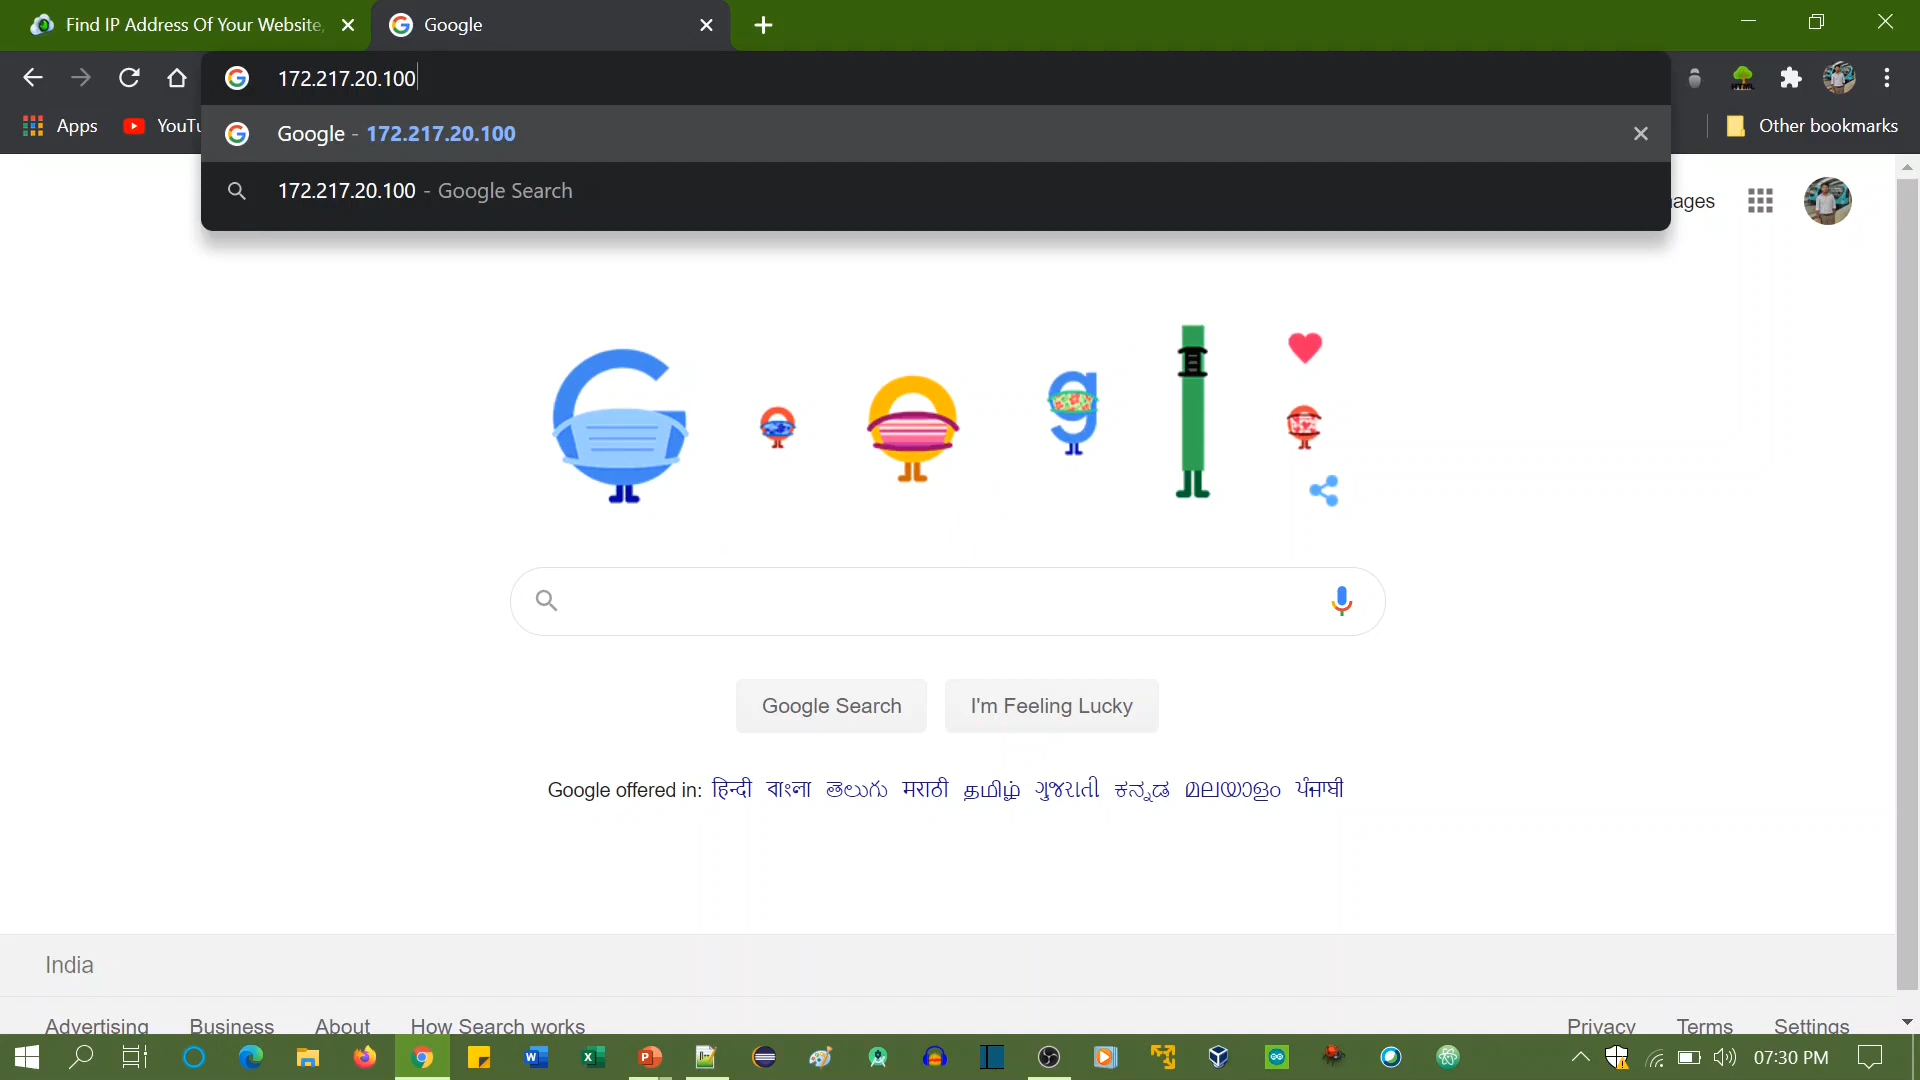 Find IP Address Of Your Website,
Google
172.217.20.100
Apps
YouTu
Google - 172.217.20.100
Other bookmarks
172.217.20.100 - Google Search
ages
Google Search
I'm Feeling Lucky
Google offered in: हिन्दी বাংলা తెలుగు मराठी தமிழ் ગુજરાતી ಕನ್ನಡ മലയാളം ਪੰਜਾਬੀ
India
Advertising Business About How Search works Privacy Terms Settings
07:30 PM